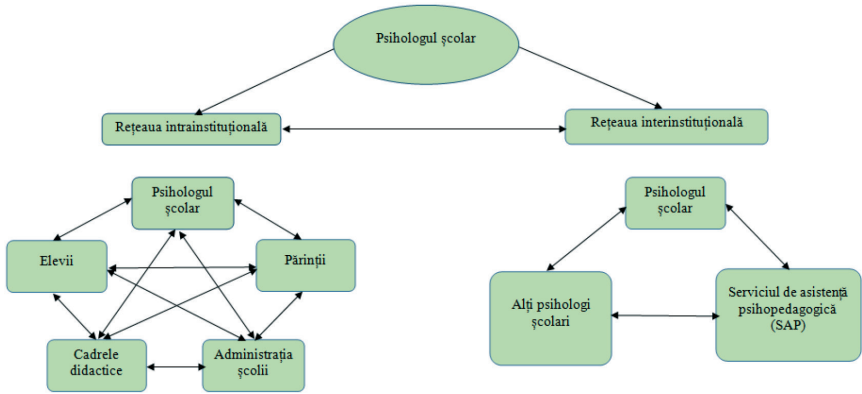 Psihologul școlar
Rețeaua intrainstituțională
Rețeaua interinstituțională
Psihologul
școlar
Elevii
Părinții
Cadrele
didactice
Administrația
școlii
Psihologul
școlar
Alți psihologi
școlari
Serviciul de asistență
psihopedagogică
(SAP)